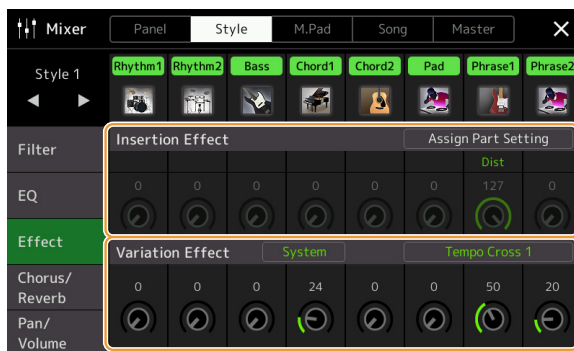 Mixer
Panel Style M.Pad Song Master
Style 1
Rhythm1 Rhythm2 Bass Chord1 Chord2 Pad Phrase1 Phrase2
Filter
EQ
Effect
Chorus/
Reverb
Pan/
Volume
Insertion Effect Assign Part Setting
Dist
0 0 0 0 0 0 127 0
Variation Effect System Tempo Cross 1
0 0 0 24 0 0 50 20